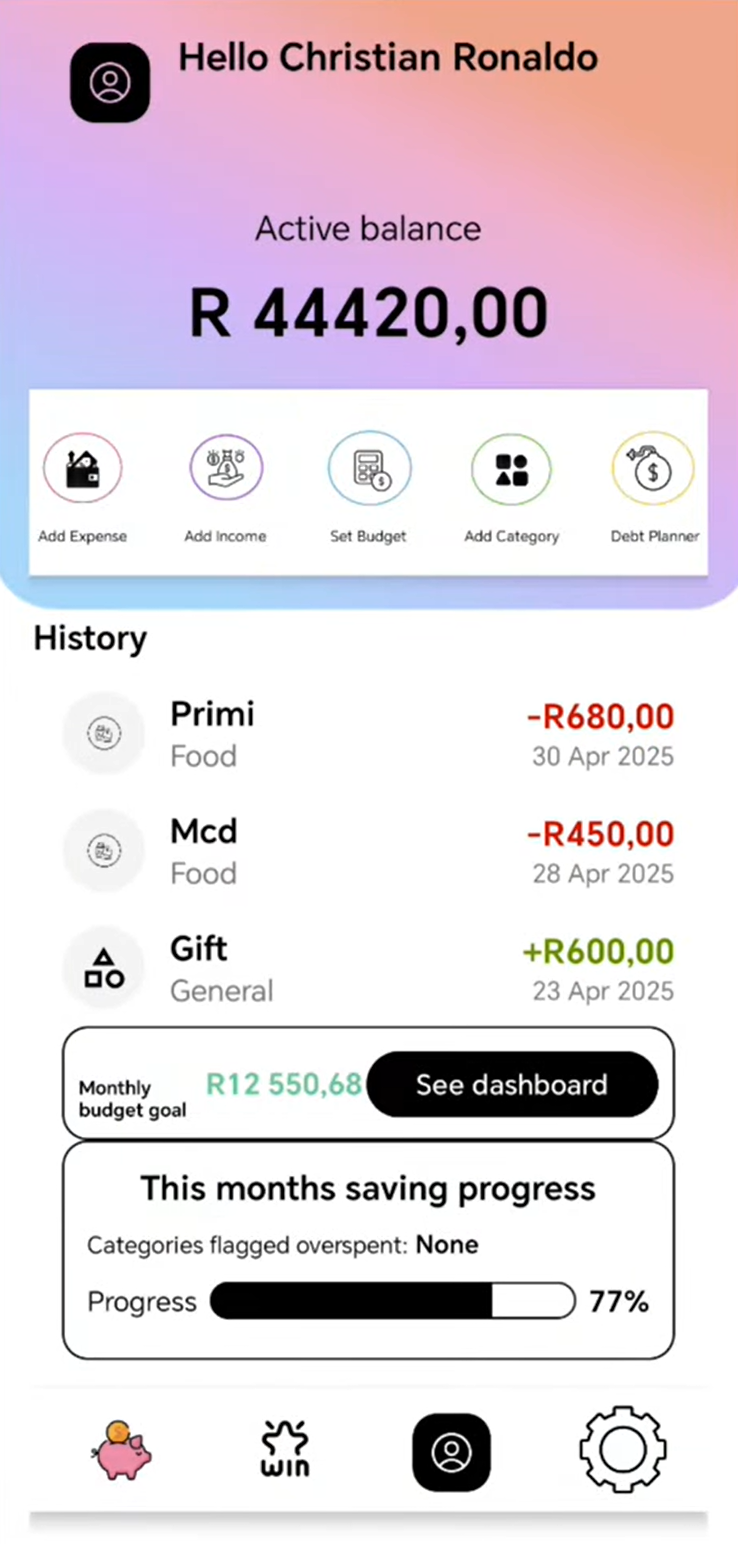 Hello Christian Ronaldo
Active balance
R 44420,00
Add Expense
Add Income
Set Budget
Add Category
Debt Planner
History
Primi
-R680,00
Food
30 Apr 2025
Mcd
-R450,00
Food
28 Apr 2025
Gift
+R600,00
General
23 Apr 2025
Monthly
budget goal
R12 550,68
See dashboard
This months saving progress
Categories flagged overspent: None
Progress
77%
win